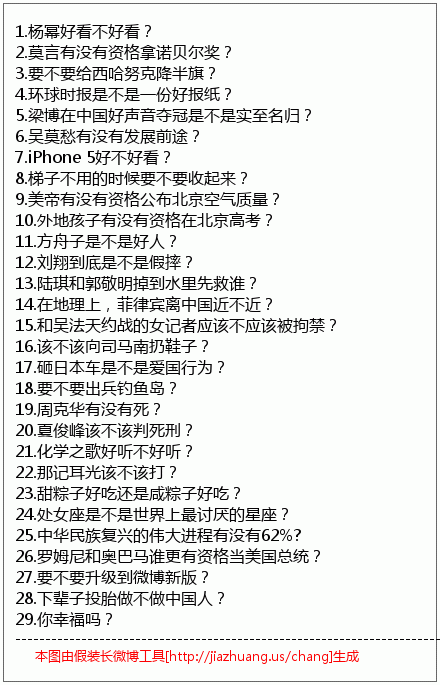 1.杨幂好看不好看？
2.莫言有没有资格拿诺贝尔奖？
3.要不要给西哈努克降半旗？
4.环球时报是不是一份好报纸？
5.梁博在中国好声音夺冠是不是实至名归？
6.吴莫愁有没有发展前途？
7.iPhone 5好不好看？
8.梯子不用的时候要不要收起来？
9.美帝有没有资格公布北京空气质量？
10.外地孩子有没有资格在北京高考？
11.方舟子是不是好人？
12.刘翔到底是不是假摔？
13.陆琪和郭敬明掉到水里先救谁？
14.在地理上，菲律宾离中国近不近？
15.和吴法天约战的女记者应该不应该被拘禁？
16.该不该向司马南扔鞋子？
17.砸日本车是不是爱国行为？
18.要不要出兵钓鱼岛？
19.周克华有没有死？
20.夏俊峰该不该判死刑？
21.化学之歌好听不好听？
22.那记耳光该不该打？
23.甜粽子好吃还是咸粽子好吃？
24.处女座是不是世界上最讨厌的星座？
25.中华民族复兴的伟大进程有没有62%?
26.罗姆尼和奥巴马谁更有资格当美国总统？
27.要不要升级到微博新版？
28.下辈子投胎做不做中国人？
29.你幸福吗？
本图由假装长微博工具[http://jiazhuang.us/chang]生成